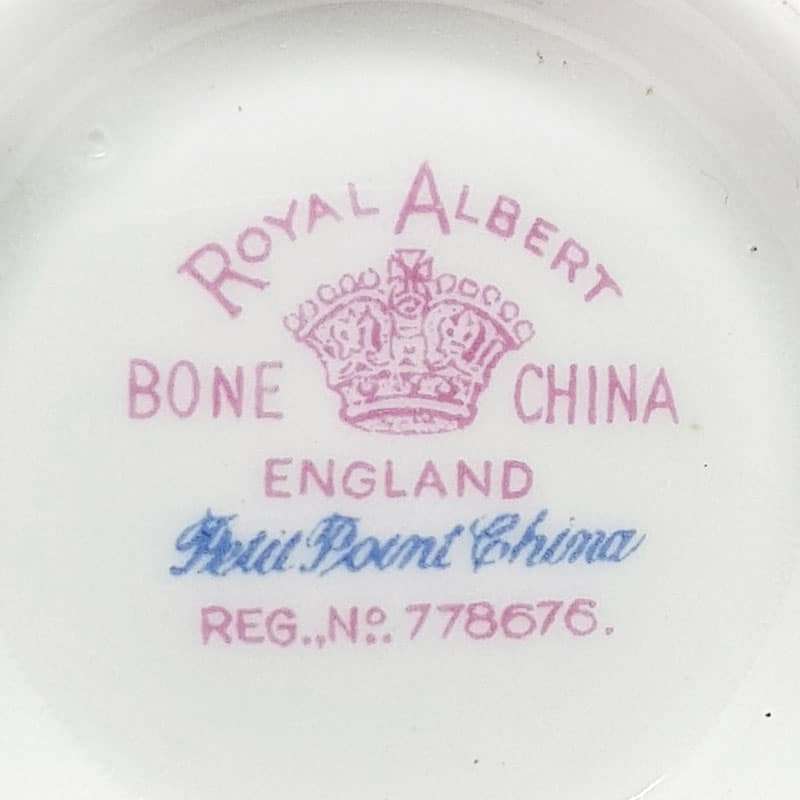 ROYAL ALBERT
BONE CHINA
ENGLAND
Petit Point China
REG., No. 778676.